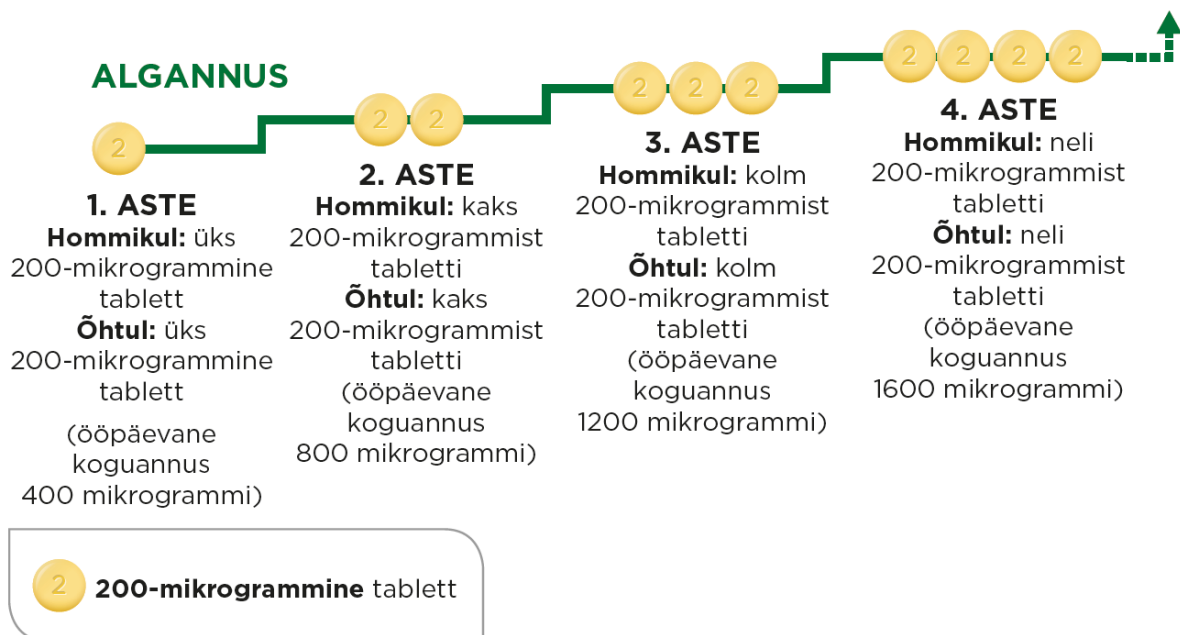 ALGANNUS
2
1. ASTE
Hommikul: üks
200-mikrogrammine
tablett
Õhtul: üks
200-mikrogrammine
tablett
(ööpäevane
koguannus
400 mikrogrammi)
2 2
2. ASTE
Hommikul: kaks
200-mikrogrammist
tabletti
Õhtul: kaks
200-mikrogrammist
tabletti
(ööpäevane
koguannus
800 mikrogrammi)
2 2 2
3. ASTE
Hommikul: kolm
200-mikrogrammist
tabletti
Õhtul: kolm
200-mikrogrammist
tabletti
(ööpäevane
koguannus
1200 mikrogrammi)
2 2 2 2
4. ASTE
Hommikul: neli
200-mikrogrammist
tabletti
Õhtul: neli
200-mikrogrammist
tabletti
(ööpäevane
koguannus
1600 mikrogrammi)
2 200-mikrogrammine tablett